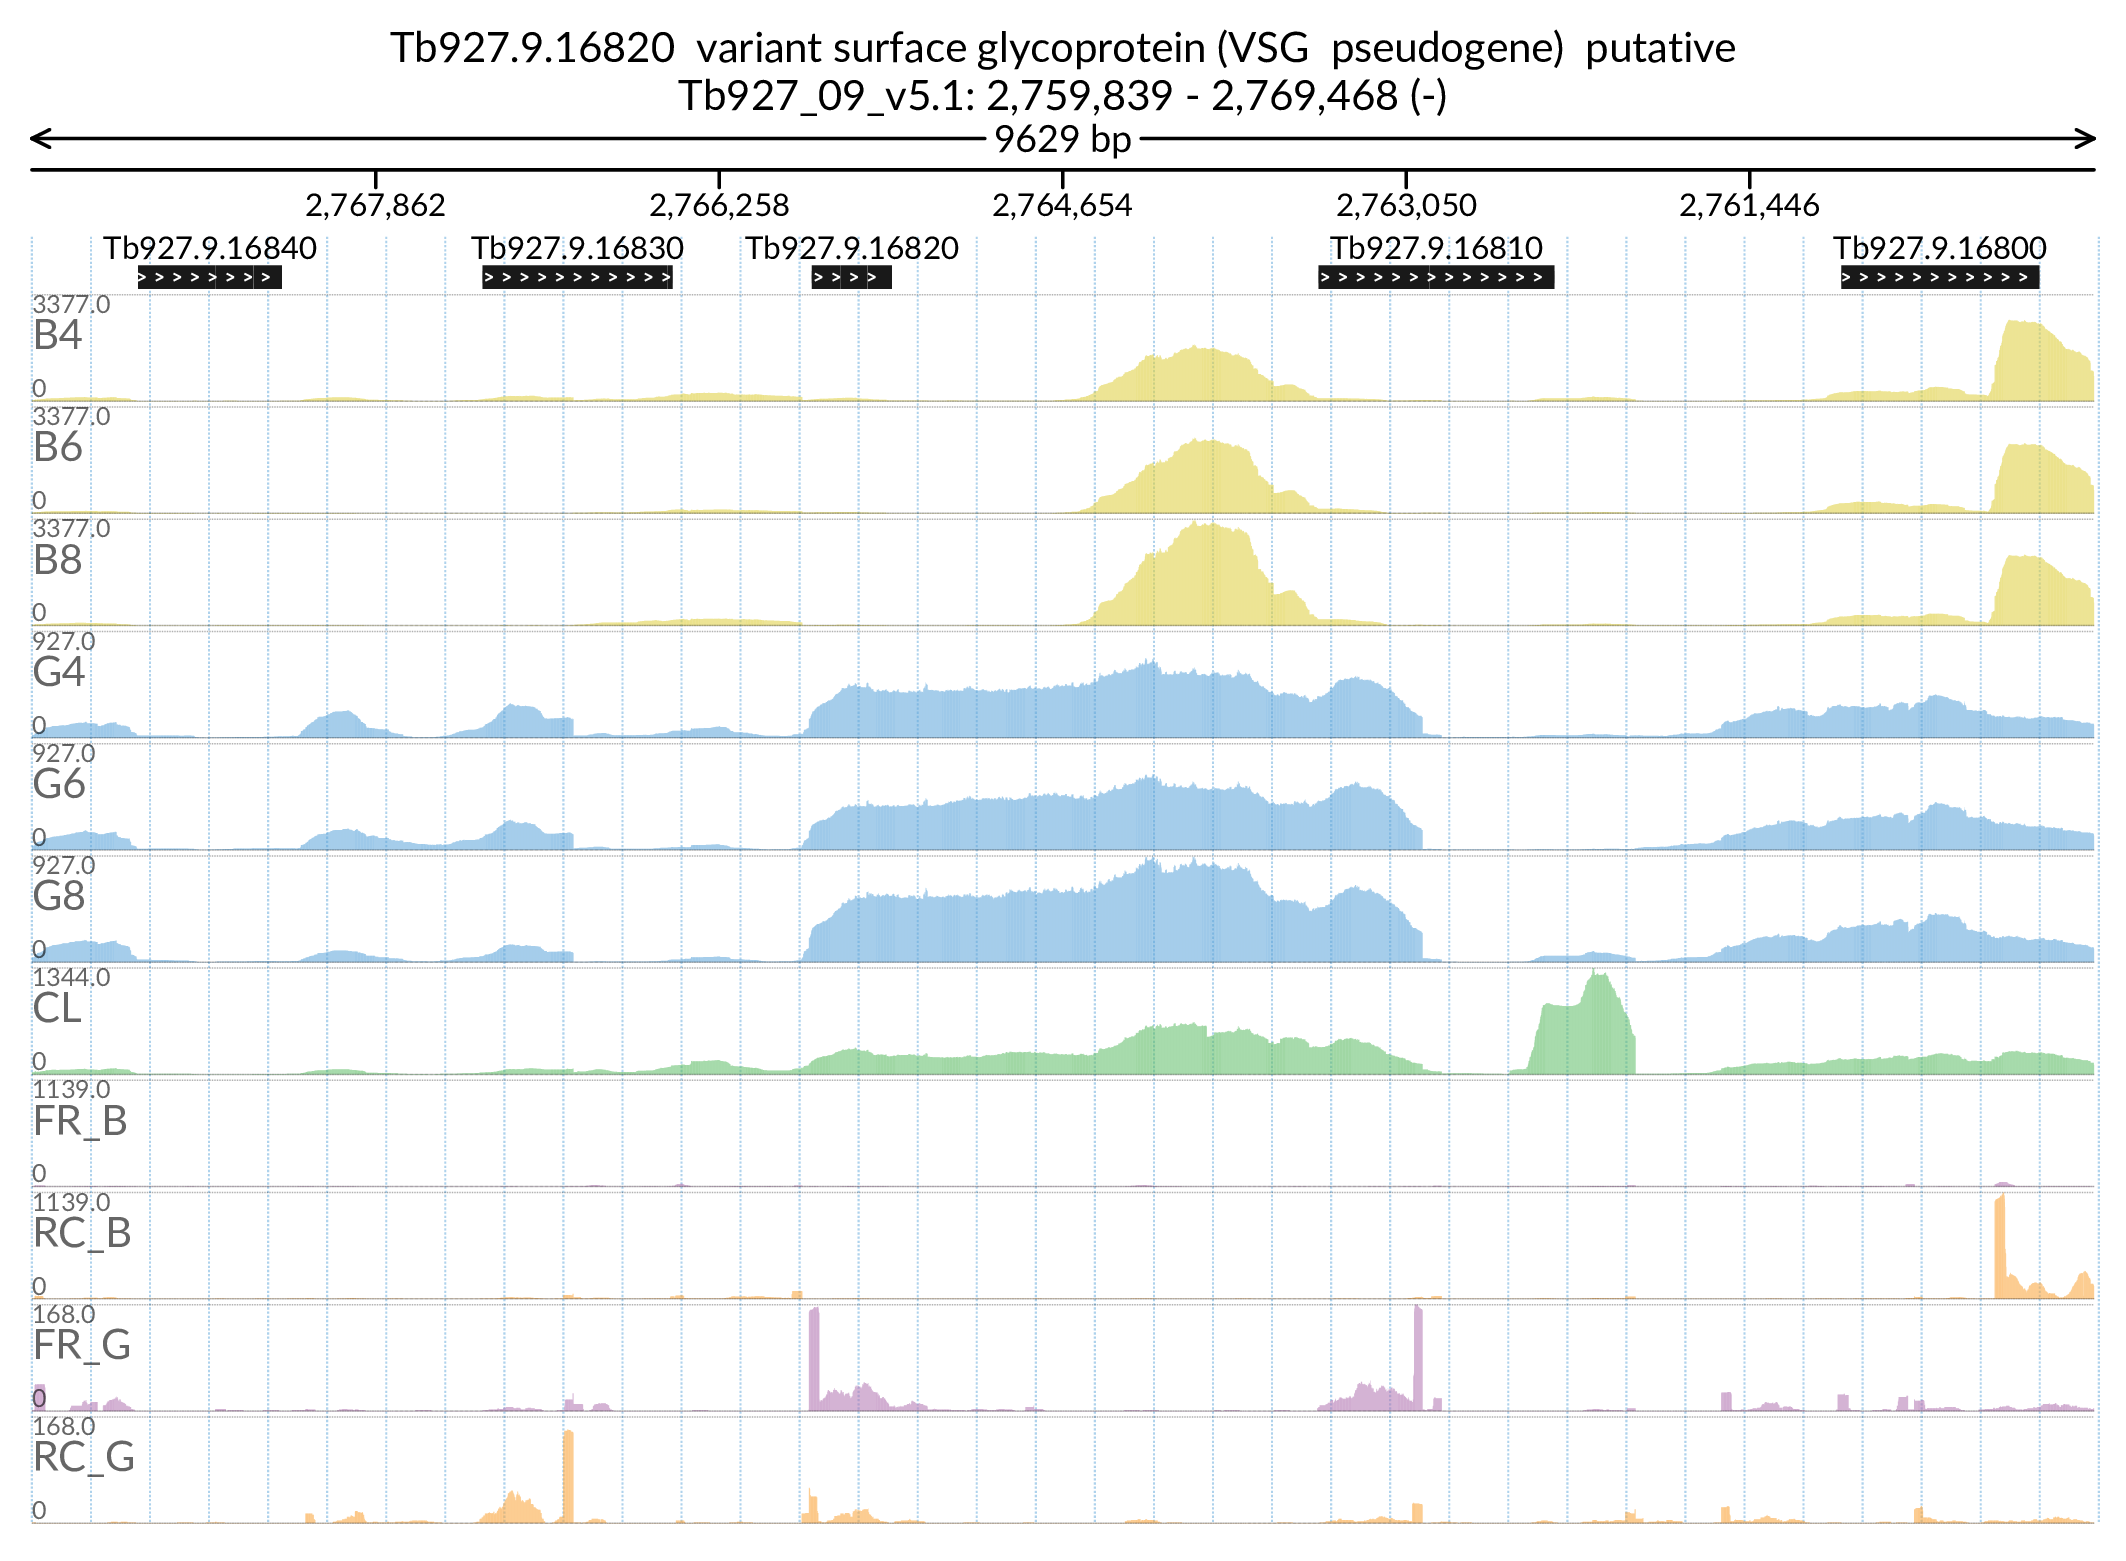 Tb927.9.16820 variant surface glycoprotein (VSG pseudogene) putative
Tb927_09_v5.1: 2,759,839 - 2,769,468 (-)
9629 bp
2,767,862 2,766,258 2,764,654 2,763,050 2,761,446
Tb927.9.16840 Tb927.9.16830 Tb927.9.16820 Tb927.9.16810 Tb927.9.16800
3377.0
B4
0
3377.0
B6
0
3377.0
B8
0
927.0
G4
0
927.0
G6
0
927.0
G8
0
1344.0
CL
0
1139.0
FR_B
0
1139.0
RC_B
0
168.0
FR_G
0
168.0
RC_G
0